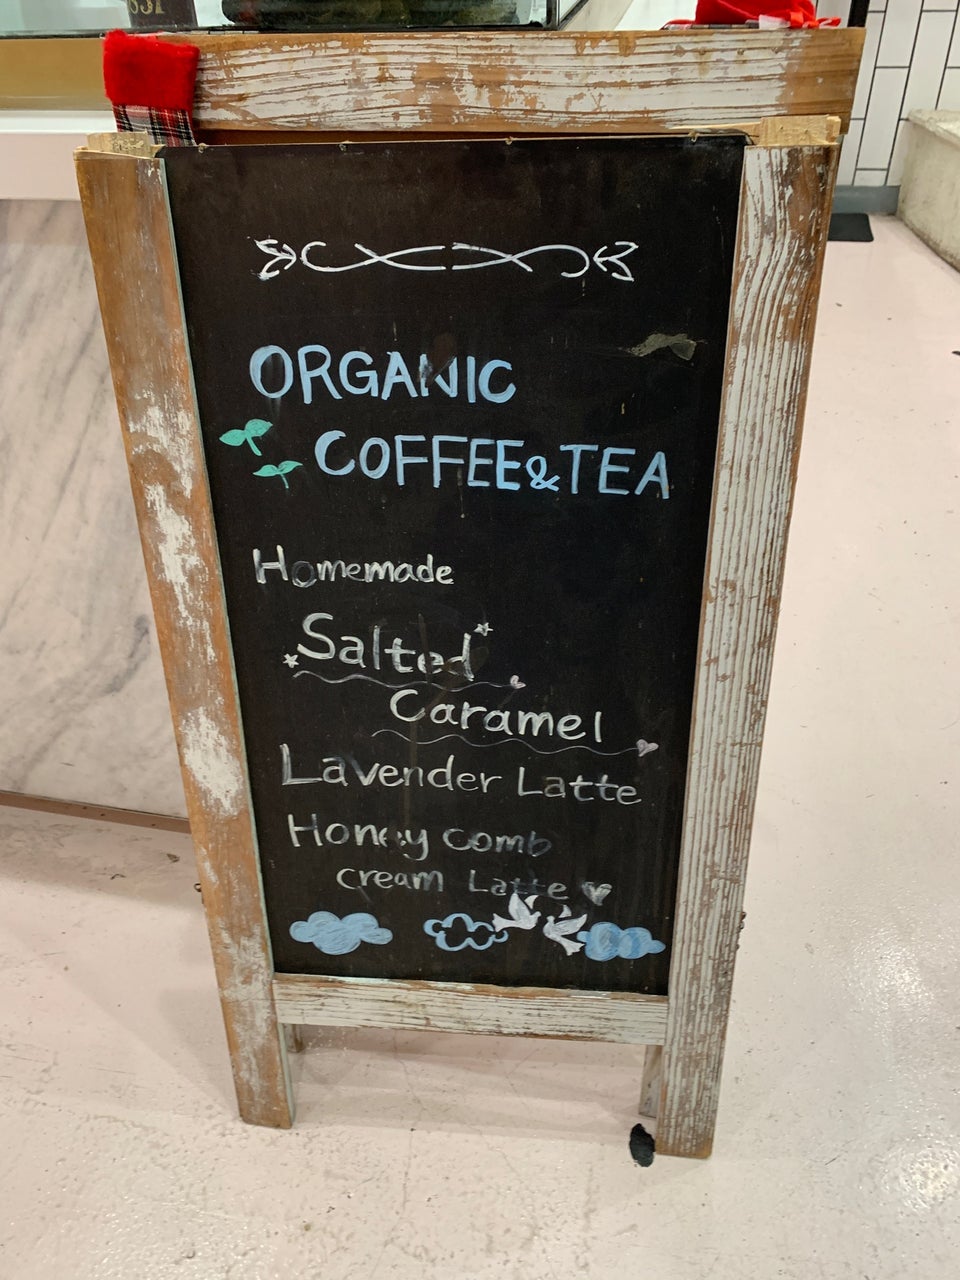 ORGANIC
COFFEE & TEA
Homemade
Salted
Caramel
Lavender Latte
Honey comb
cream Latte